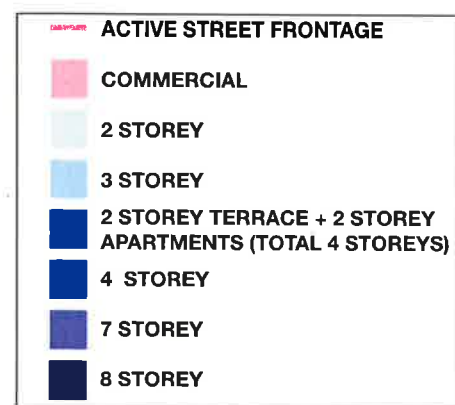 ACTIVE STREET FRONTAGE
COMMERCIAL
2 STOREY
3 STOREY
2 STOREY TERRACE + 2 STOREY
APARTMENTS (TOTAL 4 STOREYS)
4 STOREY
7 STOREY
8 STOREY